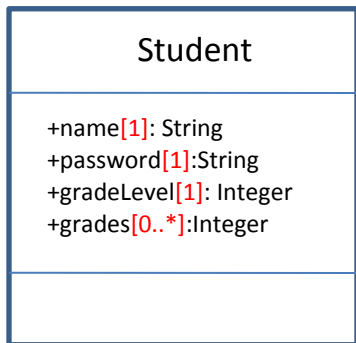 Student
+name[1]: String
+password[1]:String
+gradeLevel[1]: Integer
+grades[0..*]:Integer